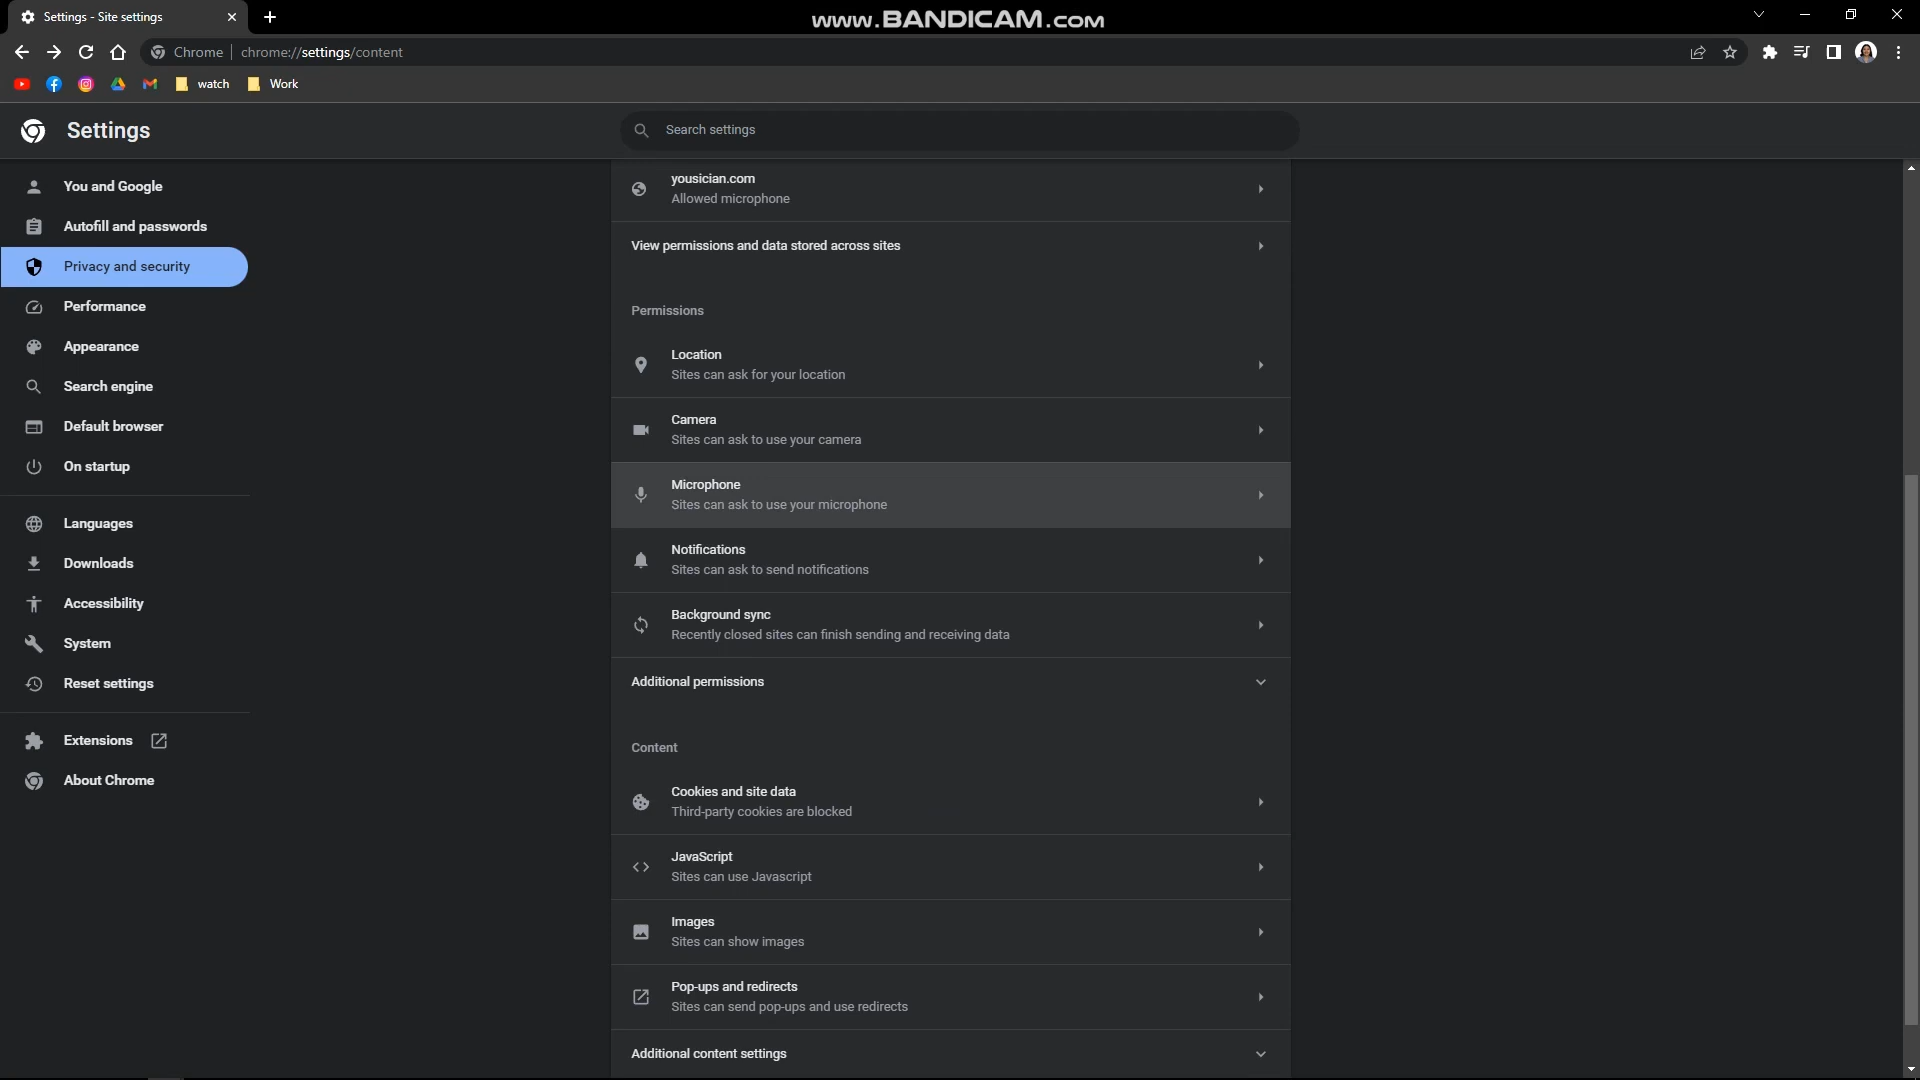 Settings - Site settings
www.BANDICAM.com
Chrome
chrome://settings/content
watch
Work
Settings
Search settings
You and Google
Autofill and passwords
Privacy and security
Performance
Appearance
Search engine
Default browser
On startup
Languages
Downloads
Accessibility
System
Reset settings
Extensions
About Chrome
yousician.com
Allowed microphone
View permissions and data stored across sites
Permissions
Location
Sites can ask for your location
Camera
Sites can ask to use your camera
Microphone
Sites can ask to use your microphone
Notifications
Sites can ask to send notifications
Background sync
Recently closed sites can finish sending and receiving data
Additional permissions
Content
Cookies and site data
Third-party cookies are blocked
JavaScript
Sites can use Javascript
Images
Sites can show images
Pop-ups and redirects
Sites can send pop-ups and use redirects
Additional content settings